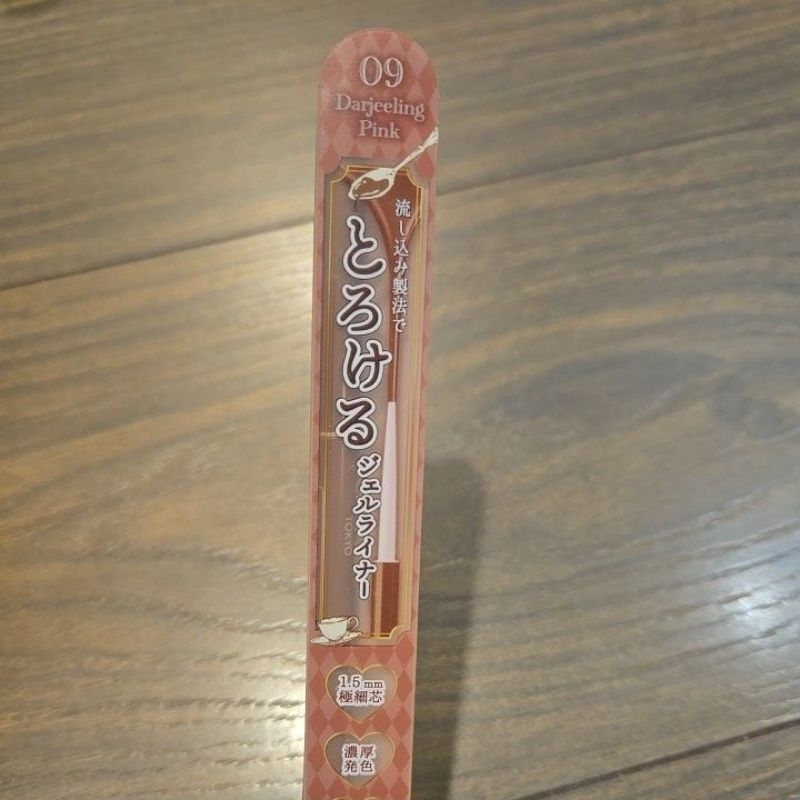 09
Darjeeling
Pink
流し込み製法で
とろける
ジェルライナー
TOKYO
1.5mm
極細芯
濃厚
発色